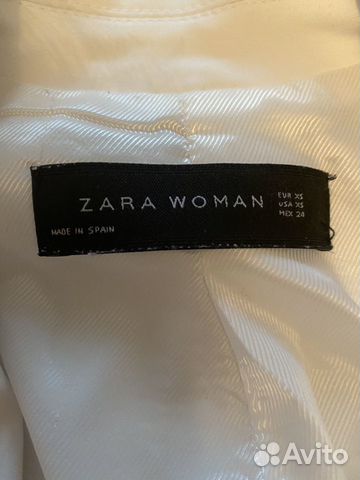 ZARA WOMAN
EUR XS
USA XS
MEX 24
MADE IN SPAIN
Avito